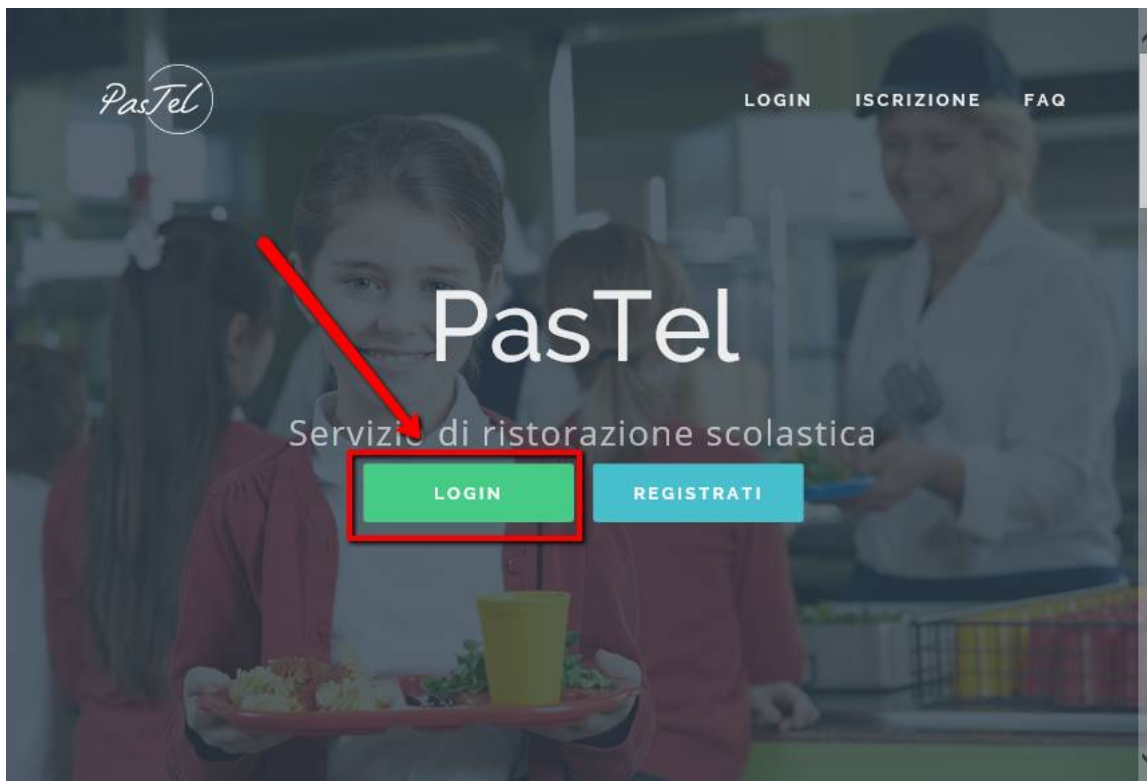 PasTel
LOGIN ISCRIZIONE FAQ
PasTel
Servizio di ristorazione scolastica
LOGIN REGISTRATI